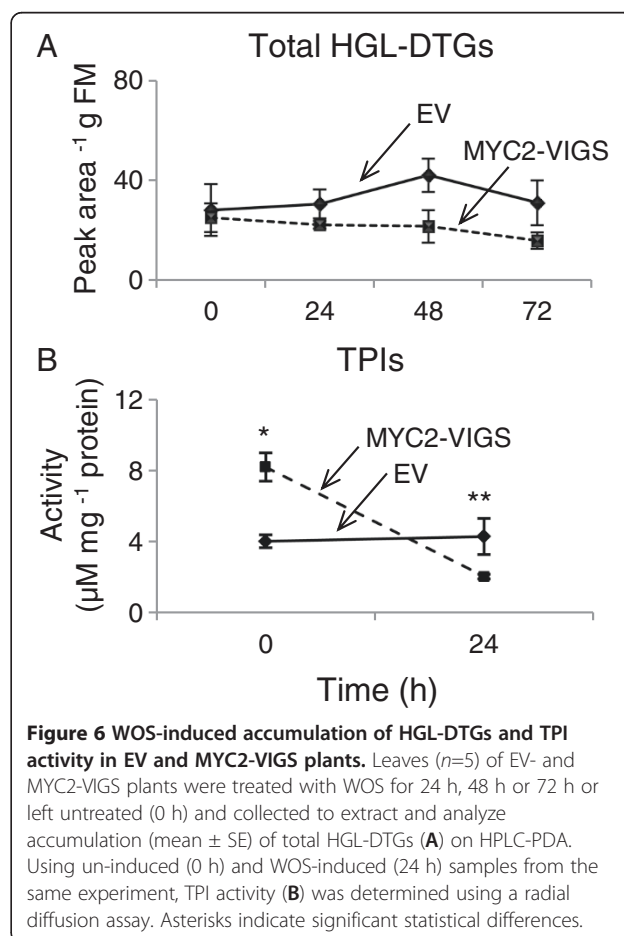 A Total HGL-DTGs
Peak area -1 g FM
80
40
0
EV
MYC2-VIGS
0 24 48 72
B TPIs
Activity
(µM mg -1 protein)
12
8
4
0
*
MYC2-VIGS
EV
**
0 24
Time (h)
Figure 6 WOS-induced accumulation of HGL-DTGs and TPI
activity in EV and MYC2-VIGS plants. Leaves (n=5) of EV- and
MYC2-VIGS plants were treated with WOS for 24 h, 48 h or 72 h or
left untreated (0 h) and collected to extract and analyze
accumulation (mean ± SE) of total HGL-DTGs (A) on HPLC-PDA.
Using un-induced (0 h) and WOS-induced (24 h) samples from the
same experiment, TPI activity (B) was determined using a radial
diffusion assay. Asterisks indicate significant statistical differences.